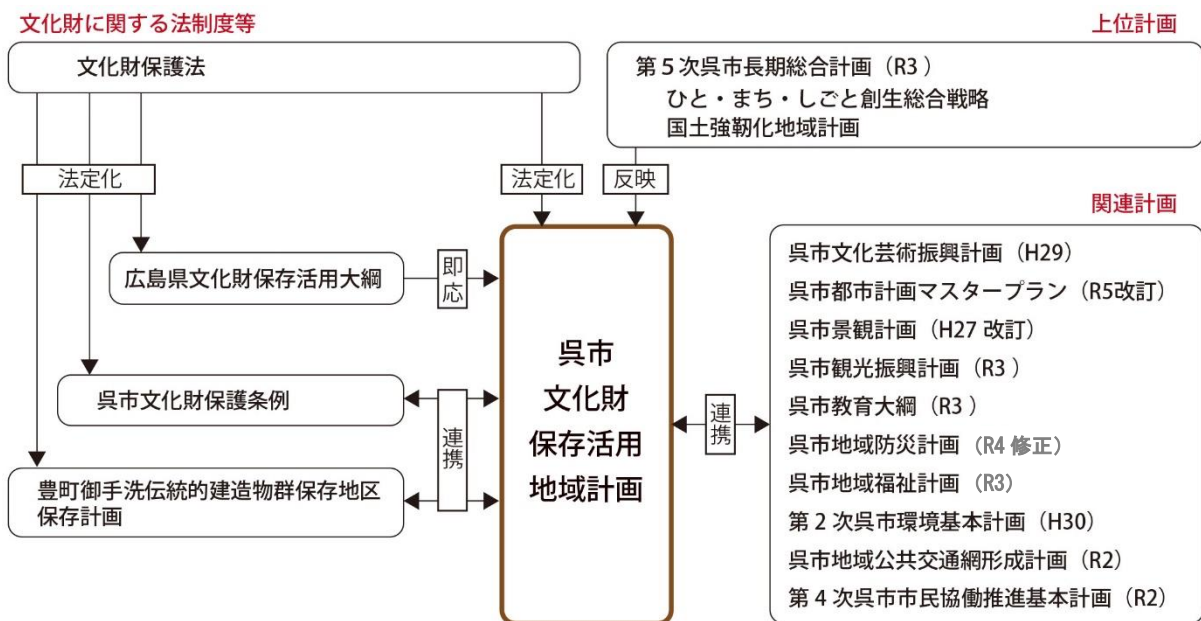 文化財に関する法制度等
文化財保護法
法定化
広島県文化財保存活用大綱
即応
呉市文化財保護条例
豊町御手洗伝統的建造物群保存地区
保存計画
連携
法定化
上位計画
第5次呉市長期総合計画（R3 ）
ひと・まち・しごと創生総合戦略
国土強靭化地域計画
反映
呉市
文化財
保存活用
地域計画
連携
関連計画
呉市文化芸術振興計画（H29）
呉市都市計画マスタープラン（R5改訂）
呉市景観計画（H27 改訂）
呉市観光振興計画（R3 ）
呉市教育大綱（R3 ）
呉市地域防災計画（R4 修正）
呉市地域福祉計画（R3）
第2次呉市環境基本計画（H30）
呉市地域公共交通網形成計画（R2）
第4次呉市市民協働推進基本計画（R2）